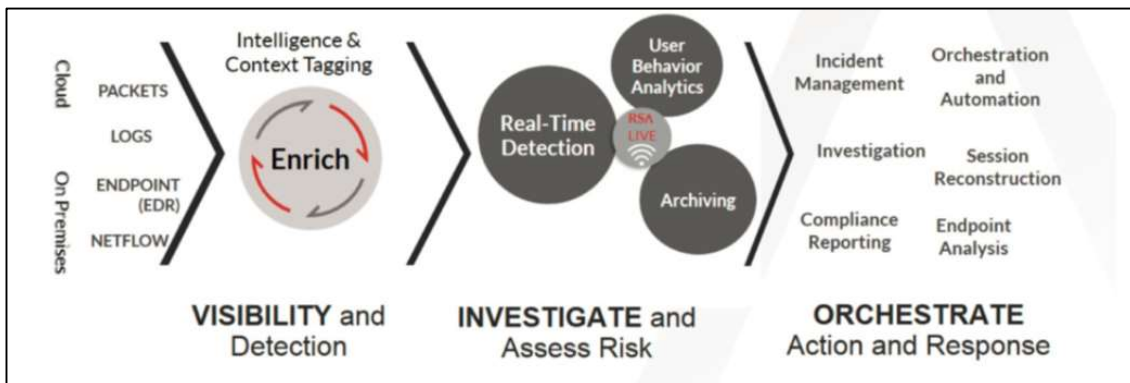 Cloud
On Premises
PACKETS
LOGS
ENDPOINT
(EDR)
NETFLOW
Intelligence &
Context Tagging
Enrich
VISIBILITY and
Detection
Real-Time
Detection
User
Behavior
Analytics
RSA
LIVE
Archiving
INVESTIGATE and
Assess Risk
Incident
Management
Orchestration
and
Automation
Investigation
Session
Reconstruction
Compliance
Reporting
Endpoint
Analysis
ORCHESTRATE
Action and Response